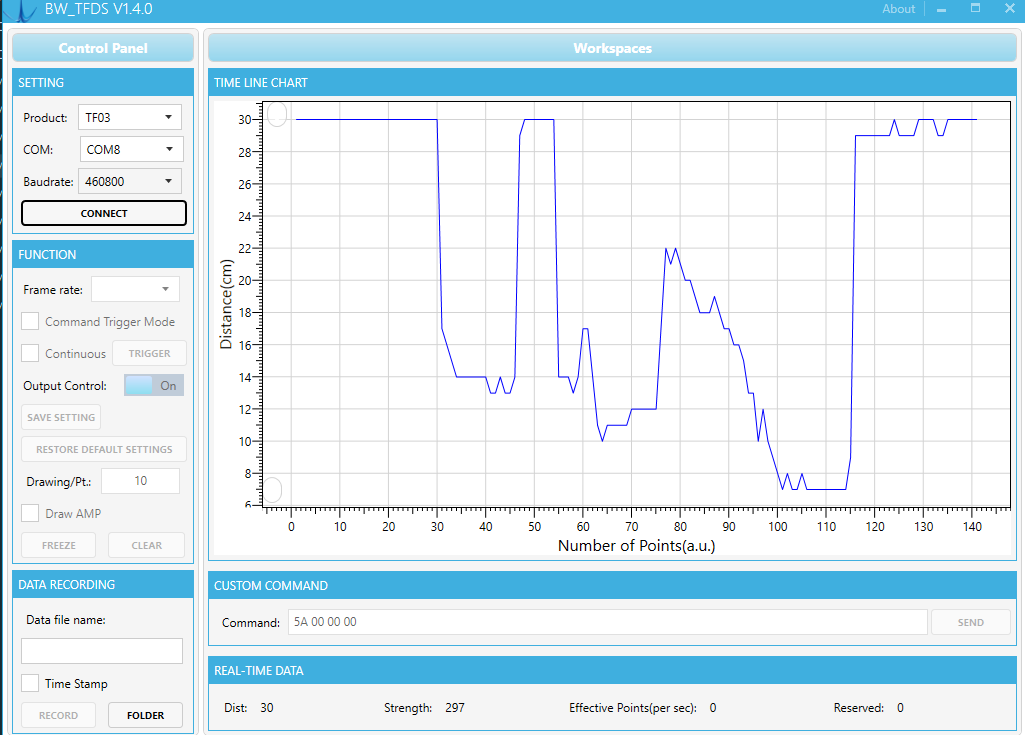 BW_TFDS V1.4.0
About
Control Panel
SETTING
Product: TF03
COM: COM8
Baudrate: 460800
CONNECT
FUNCTION
Frame rate:
Command Trigger Mode
Continuous TRIGGER
Output Control: On
SAVE SETTING
RESTORE DEFAULT SETTINGS
Drawing/Pt.: 10
Draw AMP
FREEZE CLEAR
DATA RECORDING
Data file name:
Time Stamp
RECORD FOLDER
Workspaces
TIME LINE CHART
Distance(cm)
30
28
26
24
22
20
18
16
14
12
10
8
6
0 10 20 30 40 50 60 70 80 90 100 110 120 130 140
Number of Points(a.u.)
CUSTOM COMMAND
Command: 5A 00 00 00 SEND
REAL-TIME DATA
Dist: 30 Strength: 297 Effective Points(per sec): 0 Reserved: 0